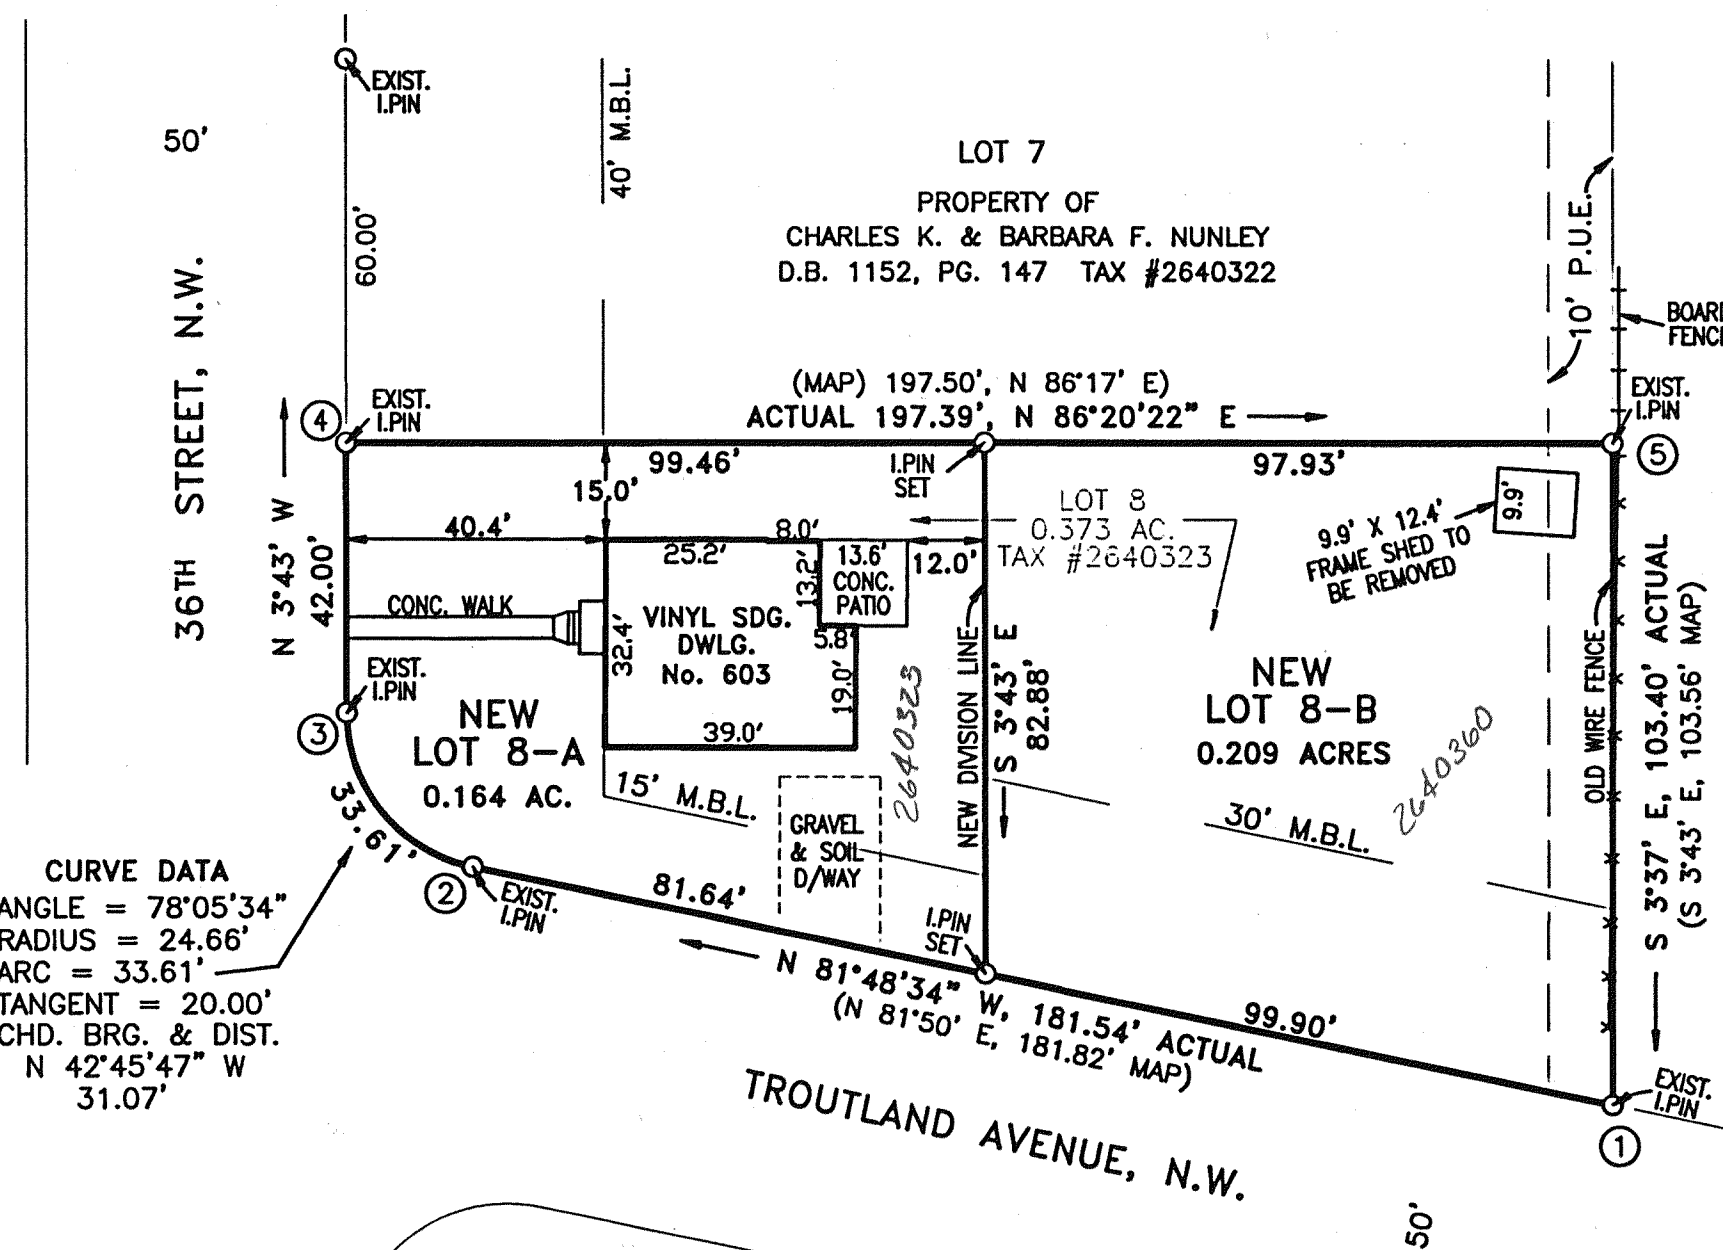 EXIST.
I.PIN
50'
40' M.B.L.
60.00'
36TH STREET, N.W.
LOT 7
PROPERTY OF
CHARLES K. & BARBARA F. NUNLEY
D.B. 1152, PG. 147 TAX #2640322
10' P.U.E.
BOARD
FENCE
(MAP) 197.50', N 86°17' E)
ACTUAL 197.39', N 86°20'22" E
4
EXIST.
I.PIN
EXIST.
I.PIN
5
99.46'
I.PIN
SET
97.93'
15.0'
40.4'
8.0'
25.2'
13.2'
13.6'
CONC.
PATIO
12.0'
LOT 8
0.373 AC.
TAX #2640323
9.9'
9.9' X 12.4'
FRAME SHED TO
BE REMOVED
N 3°43' W
42.00'
CONC. WALK
32.4'
VINYL SDG.
DWLG.
No. 603
5.8'
19.0'
39.0'
EXIST.
I.PIN
3
NEW
LOT 8-A
0.164 AC.
2640323
NEW DIVISION LINE
S 3°43' E
82.88'
NEW
LOT 8-B
0.209 ACRES
2640360
OLD WIRE FENCE
S 3°37' E, 103.40' ACTUAL
(S 3°43' E, 103.56' MAP)
15' M.B.L.
30' M.B.L.
GRAVEL
& SOIL
D/WAY
33.61'
2
EXIST.
I.PIN
81.64'
I.PIN
SET
N 81°48'34" W, 181.54' ACTUAL
(N 81°50' E, 181.82' MAP)
99.90'
EXIST.
I.PIN
1
CURVE DATA
ANGLE = 78°05'34"
RADIUS = 24.66'
ARC = 33.61'
TANGENT = 20.00'
CHD. BRG. & DIST.
N 42°45'47" W
31.07'
TROUTLAND AVENUE, N.W.
50'